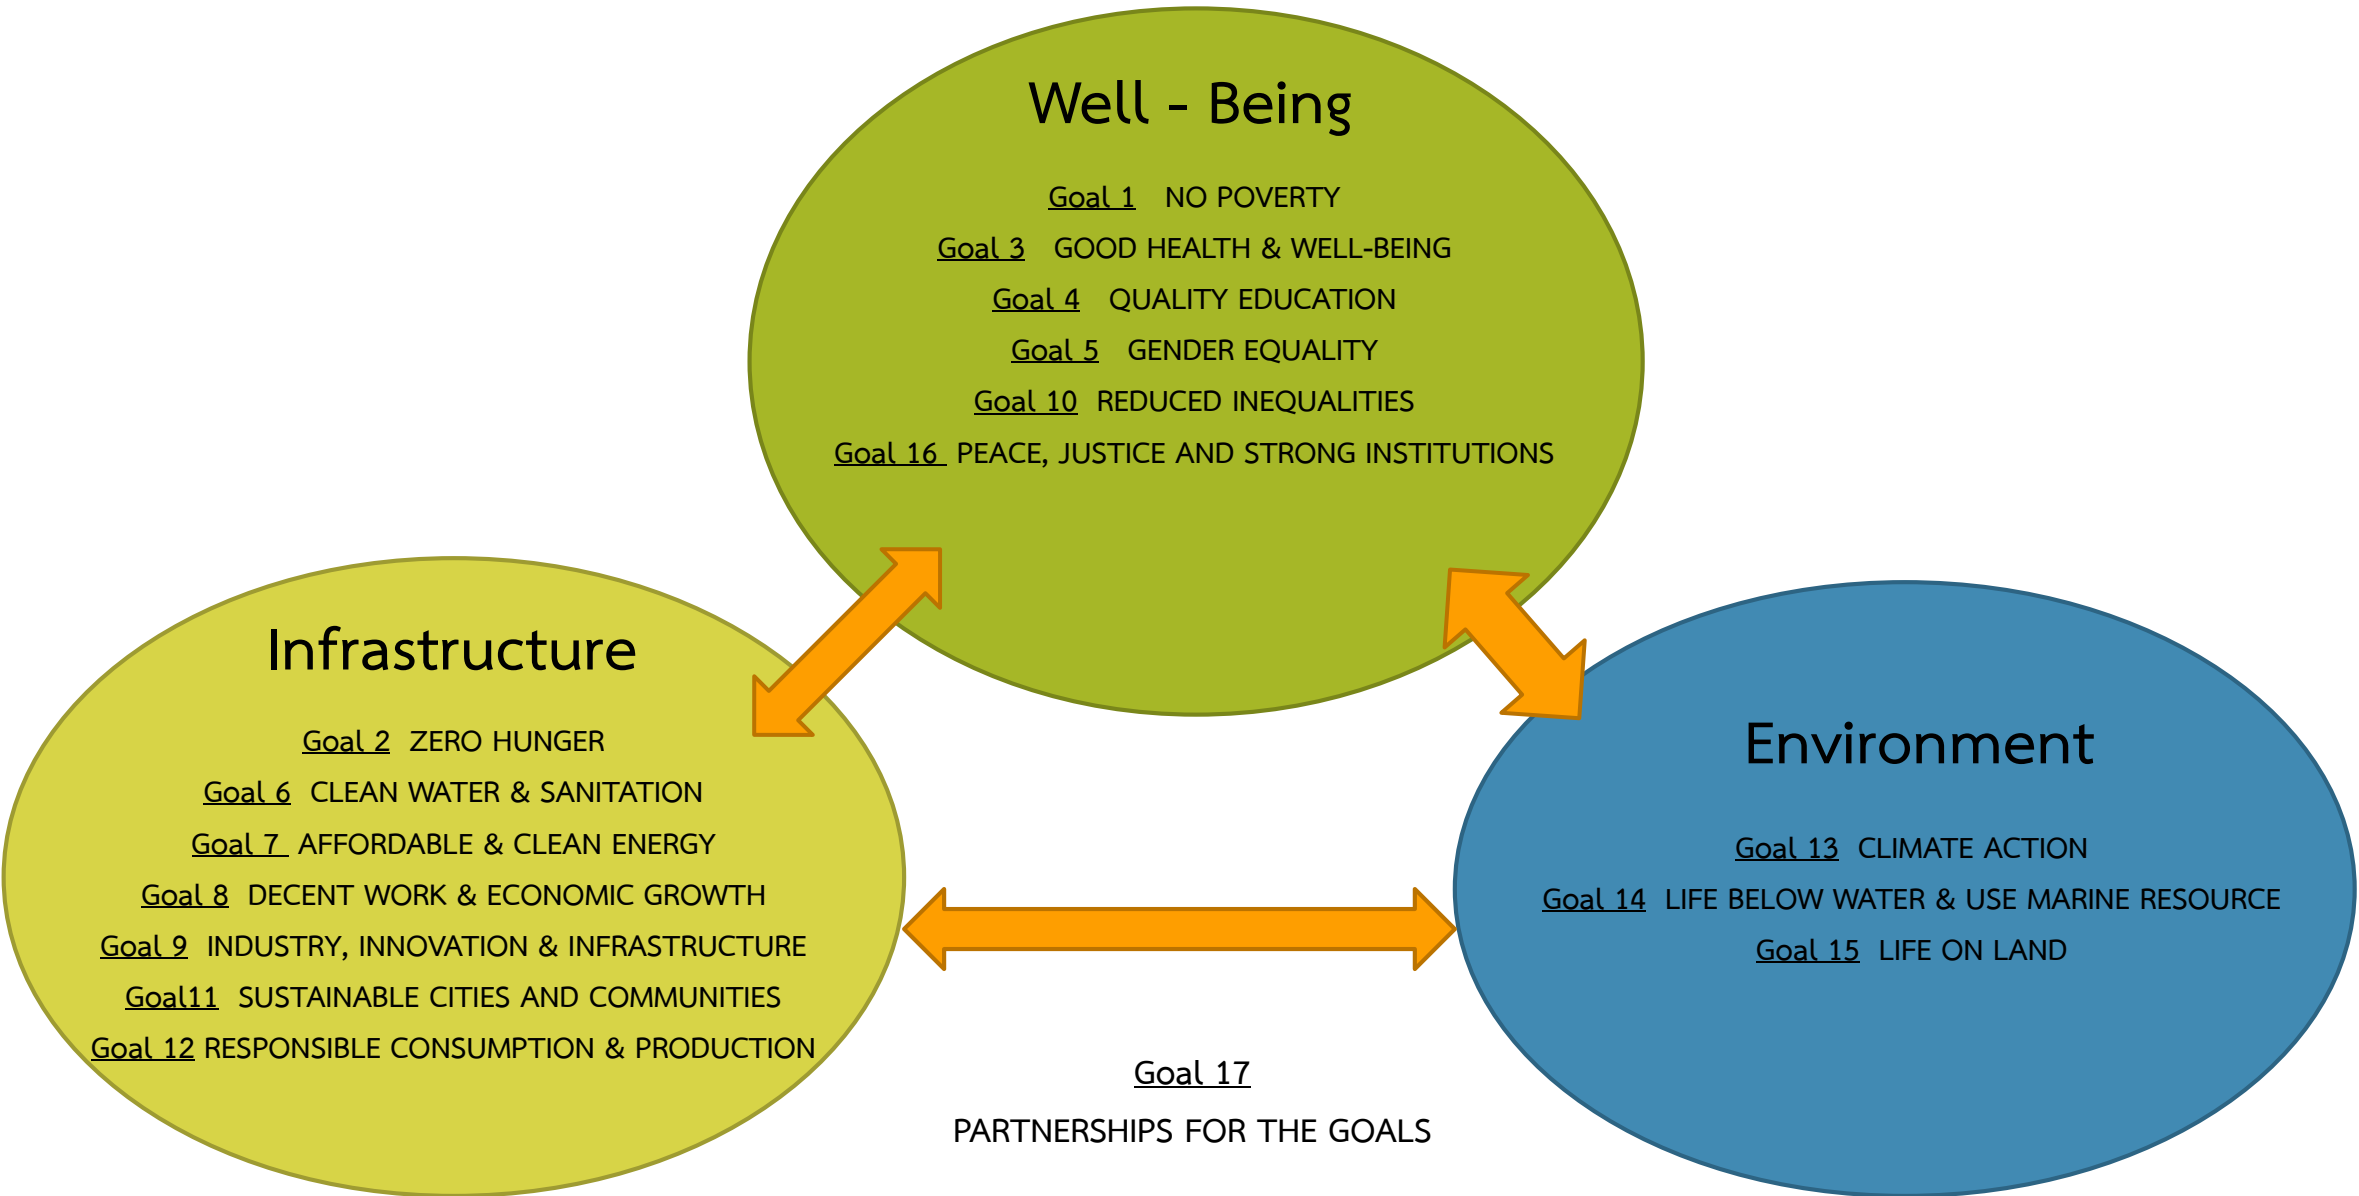 Well - Being
Goal 1 NO POVERTY
Goal 3 GOOD HEALTH & WELL-BEING
Goal 4 QUALITY EDUCATION
Goal 5 GENDER EQUALITY
Goal 10 REDUCED INEQUALITIES
Goal 16 PEACE, JUSTICE AND STRONG INSTITUTIONS
Infrastructure
Goal 2 ZERO HUNGER
Goal 6 CLEAN WATER & SANITATION
Goal 7 AFFORDABLE & CLEAN ENERGY
Goal 8 DECENT WORK & ECONOMIC GROWTH
Goal 9 INDUSTRY, INNOVATION & INFRASTRUCTURE
Goal11 SUSTAINABLE CITIES AND COMMUNITIES
Goal 12 RESPONSIBLE CONSUMPTION & PRODUCTION
Environment
Goal 13 CLIMATE ACTION
Goal 14 LIFE BELOW WATER & USE MARINE RESOURCE
Goal 15 LIFE ON LAND
Goal 17
PARTNERSHIPS FOR THE GOALS